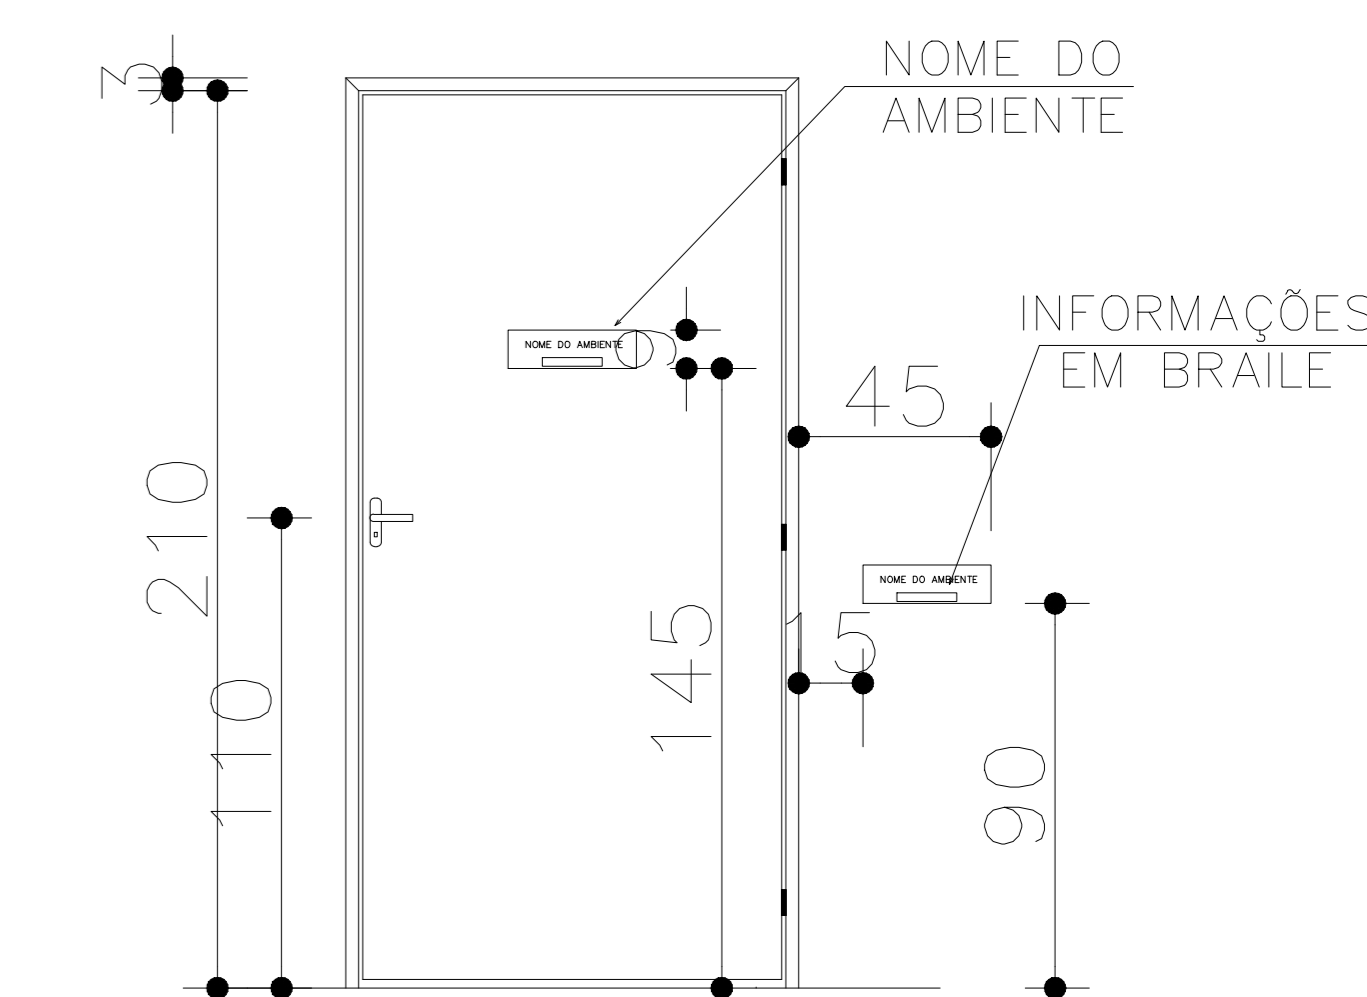 NOME DO
AMBIENTE
3
INFORMAÇÕES
EM BRAILE
NOME DO AMBIENTE
9
45
210
NOME DO AMBIENTE
15
145
110
90